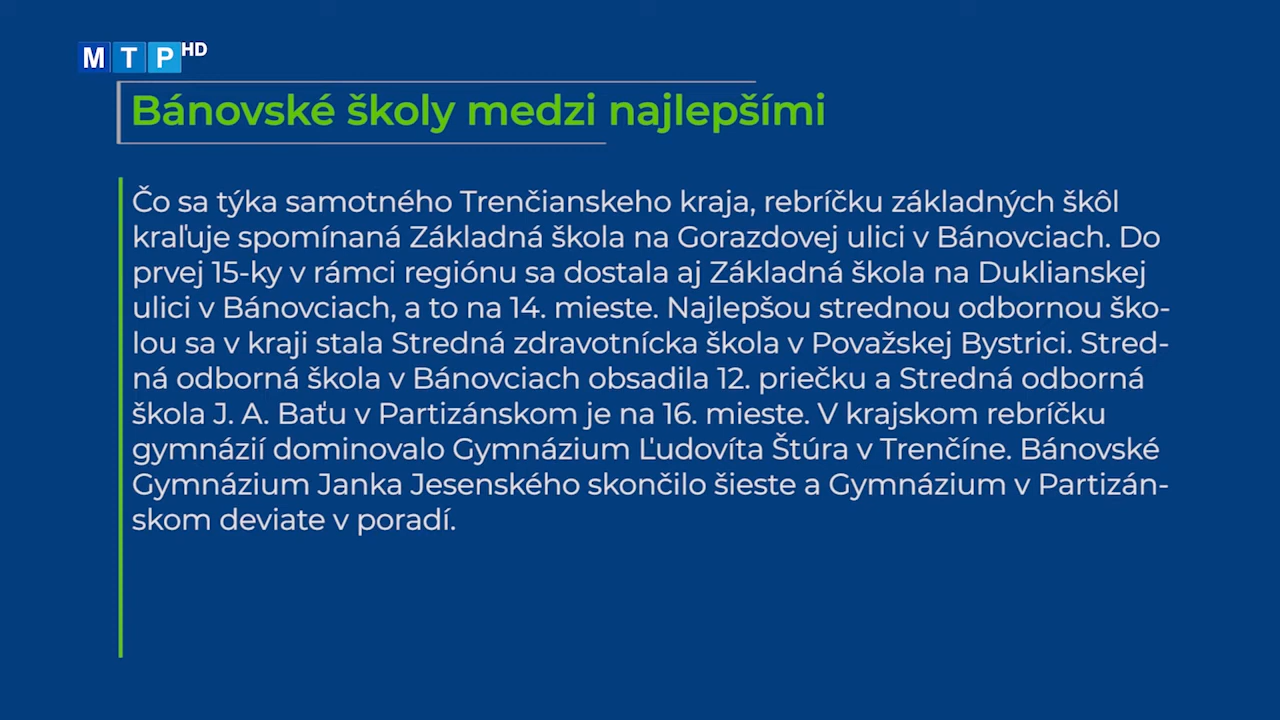 MTP HD
Bánovské školy medzi najlepšími
Čo sa týka samotného Trenčianskeho kraja, rebríčku základných škôl
kraľuje spomínaná Základná škola na Gorazdovej ulici v Bánovciach. Do
prvej 15-ky v rámci regiónu sa dostala aj Základná škola na Duklianskej
ulici v Bánovciach, a to na 14. mieste. Najlepšou strednou odbornou ško-
lou sa v kraji stala Stredná zdravotnícka škola v Považskej Bystrici. Stred-
ná odborná škola v Bánovciach obsadila 12. priečku a Stredná odborná
škola J. A. Baťu v Partizánskom je na 16. mieste. V krajskom rebríčku
gymnázií dominovalo Gymnázium Ľudovíta Štúra v Trenčíne. Bánovské
Gymnázium Janka Jesenského skončilo šieste a Gymnázium v Partizán-
skom deviate v poradí.